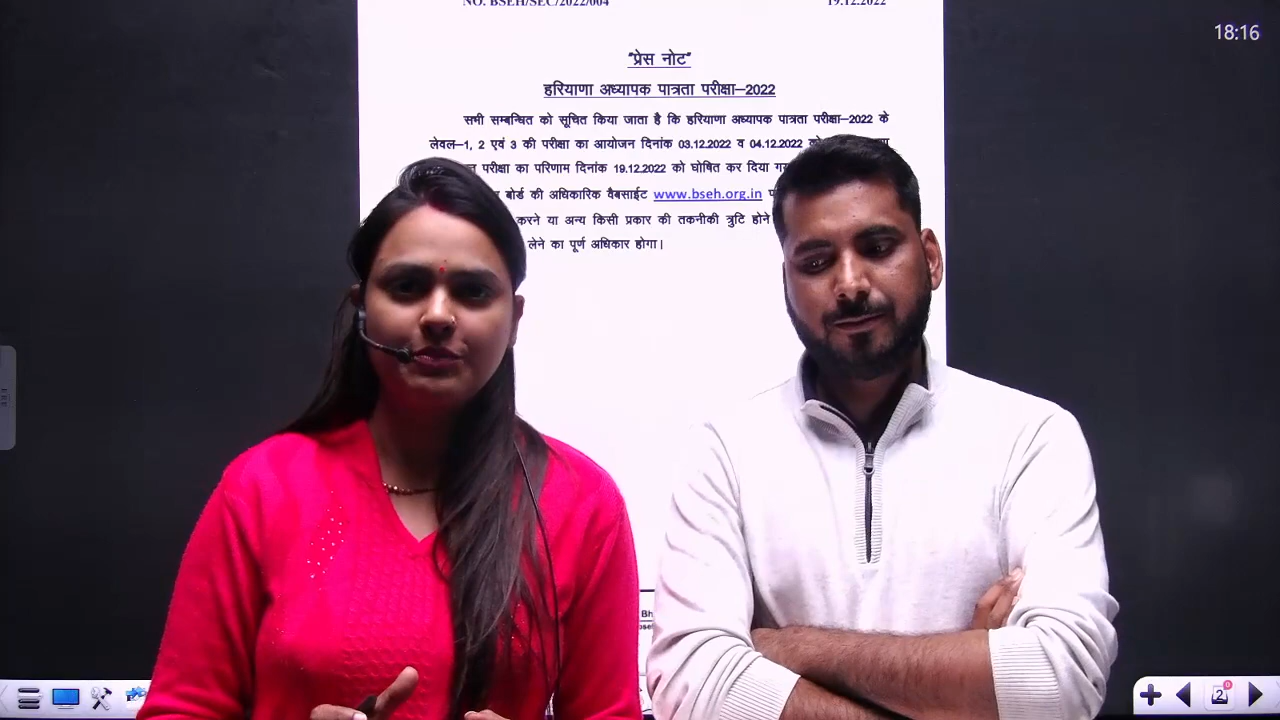 NO. BSEH/SEC/2022/004 19.12.2022
18:16
"प्रेस नोट"
हरियाणा अध्यापक पात्रता परीक्षा–2022
सभी सम्बन्धित को सूचित किया जाता है कि हरियाणा अध्यापक पात्रता परीक्षा–2022 के
लेवल–1, 2 एवं 3 की परीक्षा का आयोजन दिनांक 03.12.2022 व 04.12.2022
परीक्षा का परिणाम दिनांक 19.12.2022 को घोषित कर दिया
बोर्ड की अधिकारिक वैबसाईट www.bseh.org.in
करने या अन्य किसी प्रकार की तकनीकी त्रुटि होने
लेने का पूर्ण अधिकार होगा।
2